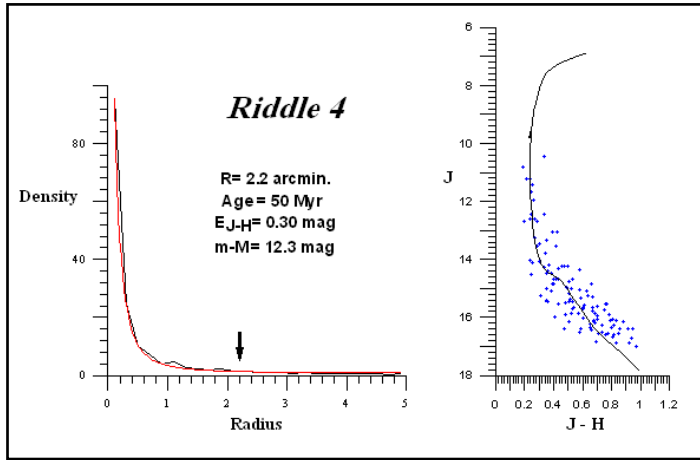 Riddle 4
R= 2.2 arcmin.
Age= 50 Myr
EJ-H= 0.30 mag
m-M= 12.3 mag
80
Density
40
0
0 1 2 3 4 5
Radius
6
8
10
J
12
14
16
18
0 0.2 0.4 0.6 0.8 1 1.2
J - H